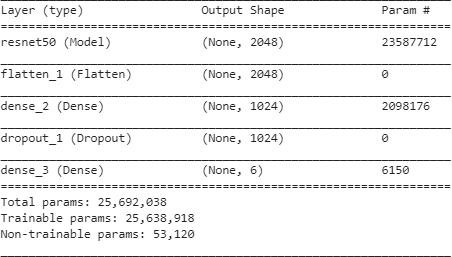 Layer (type) Output Shape Param #
=================================================================
resnet50 (Model) (None, 2048) 23587712
_________________________________________________________________
flatten_1 (Flatten) (None, 2048) 0
_________________________________________________________________
dense_2 (Dense) (None, 1024) 2098176
_________________________________________________________________
dropout_1 (Dropout) (None, 1024) 0
_________________________________________________________________
dense_3 (Dense) (None, 6) 6150
=================================================================
Total params: 25,692,038
Trainable params: 25,638,918
Non-trainable params: 53,120
_________________________________________________________________